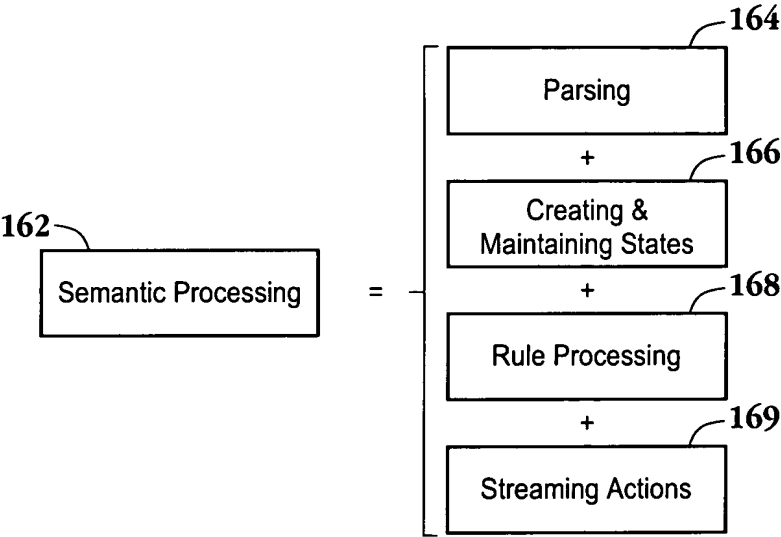 164
Parsing
+
166
Creating &
Maintaining States
162
Semantic Processing
=
+
168
Rule Processing
+
169
Streaming Actions